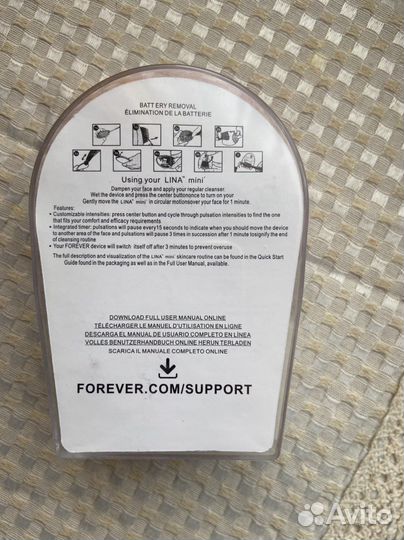 BATTERY REMOVAL
ÉLIMINATION DE LA BATTERIE
Using your LINA™ mini
Dampen your face and apply your regular cleanser.
Wet the device and press the center buttononce to turn on your
Gently move the LINA™ mini in circular motionsover your face for 1 minute.
Features:
• Customizable intensities: press center button and cycle through pulsation intensities to find the one
that fits your comfort and efficacy requirements.
• Integrated timer: pulsations will pause every15 seconds to indicate when you should move the device
to another area of the face and pulsations will pause 3 times in succession after 1 minute tosignify the end
of cleansing routine
• Your FOREVER device will switch itself off after 3 minutes to prevent overuse
The full description and visualization of the LINA™ mini skincare routine can be found in the Quick Start
Guide found in the packaging as well as in the Full User Manual, available.
DOWNLOAD FULL USER MANUAL ONLINE
TÉLÉCHARGER LE MANUEL D'UTILISATION EN LIGNE
DESCARGA EL MANUAL DE USUARIO COMPLETO EN LÍNEA
VOLLES BENUTZERHANDBUCH ONLINE HERUN TERLADEN
SCARICA IL MANUALE COMPLETO ONLINE
FOREVER.COM/SUPPORT
Avito